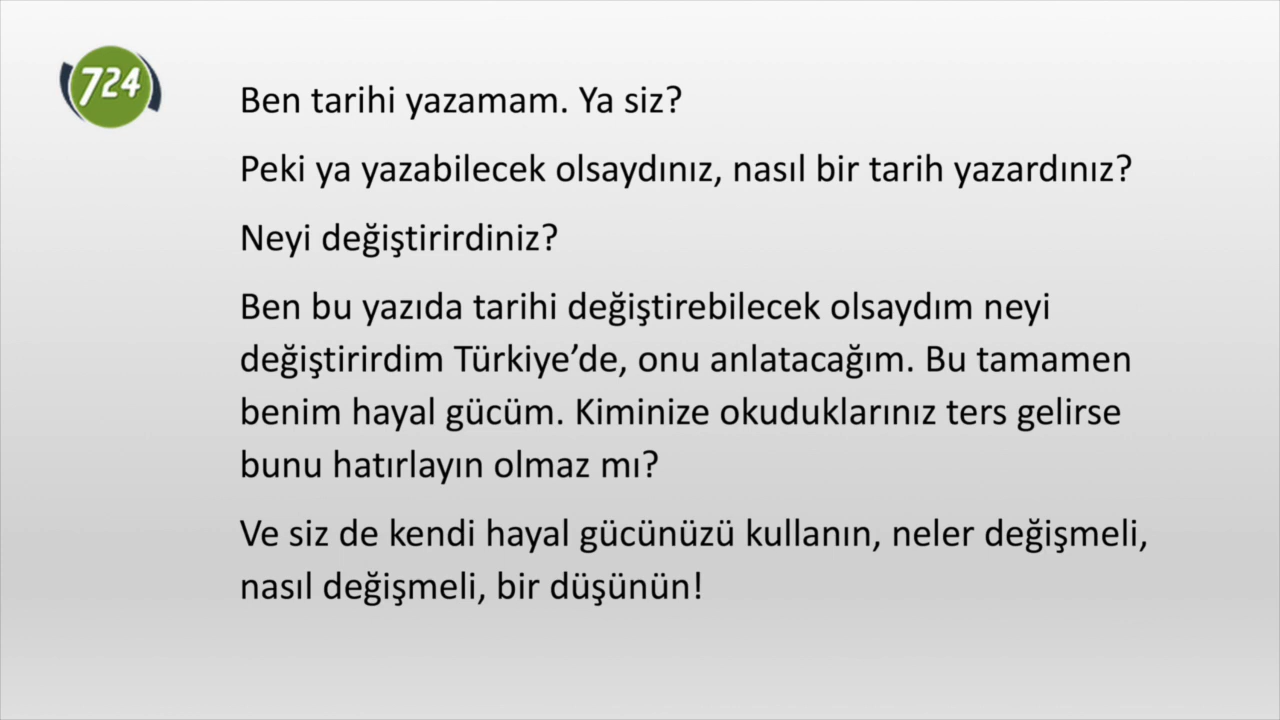 724
Ben tarihi yazamam. Ya siz?
Peki ya yazabilecek olsaydınız, nasıl bir tarih yazardınız?
Neyi değiştirirdiniz?
Ben bu yazıda tarihi değiştirebilecek olsaydım neyi
değiştirirdim Türkiye’de, onu anlatacağım. Bu tamamen
benim hayal gücüm. Kiminize okuduklarınız ters gelirse
bunu hatırlayın olmaz mı?
Ve siz de kendi hayal gücünüzü kullanın, neler değişmeli,
nasıl değişmeli, bir düşünün!